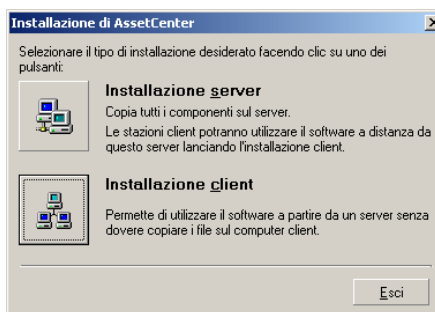 Installazione di AssetCenter
Selezionare il tipo di installazione desiderato facendo clic su uno dei
pulsanti:
Installazione server
Copia tutti i componenti sul server.
Le stazioni client potranno utilizzare il software a distanza da
questo server lanciando l'installazione client.
Installazione client
Permette di utilizzare il software a partire da un server senza
dovere copiare i file sul computer client.
Esci